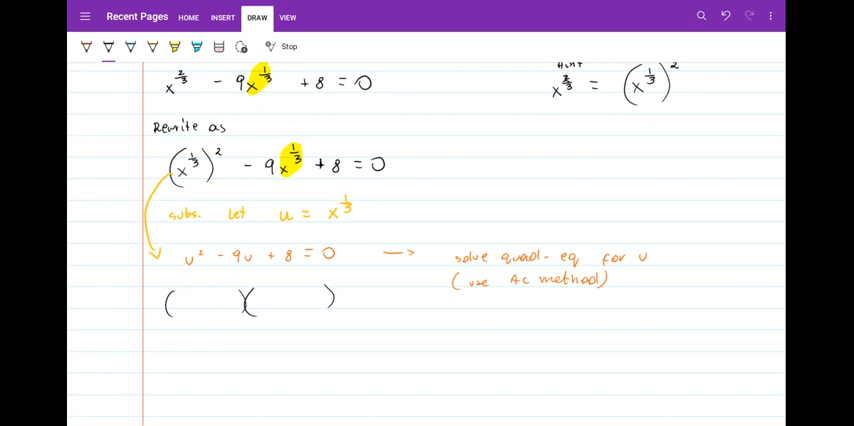 Recent Pages HOME INSERT DRAW VIEW
Stop
x^{2/3} - 9x^{1/3} + 8 = 0
Hint
x^{2/3} = (x^{1/3})^2
Rewrite as
(x^{1/3})^2 - 9x^{1/3} + 8 = 0
subs. Let u = x^{1/3}
u^2 - 9u + 8 = 0 → solve quad. eq for u
(use AC method)
( )( )